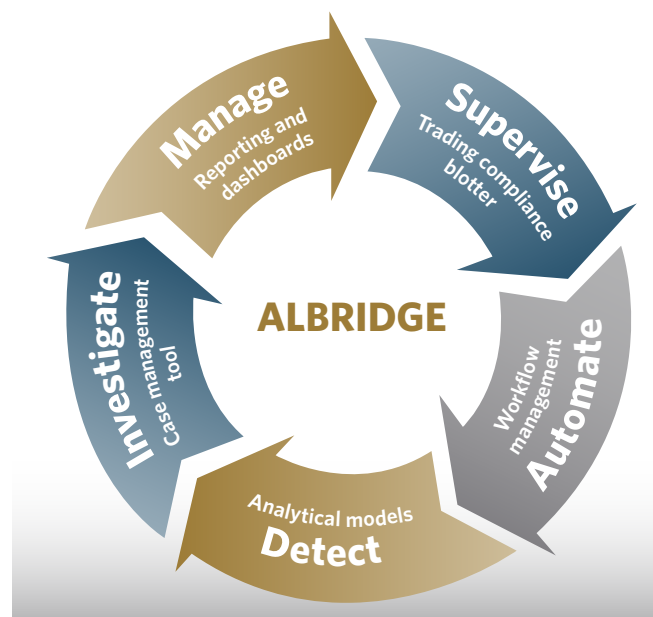 Manage
Reporting and
dashboards
Supervise
Trading compliance
blotter
Automate
Workflow
management
Detect
Analytical models
Investigate
Case management
tool
ALBRIDGE